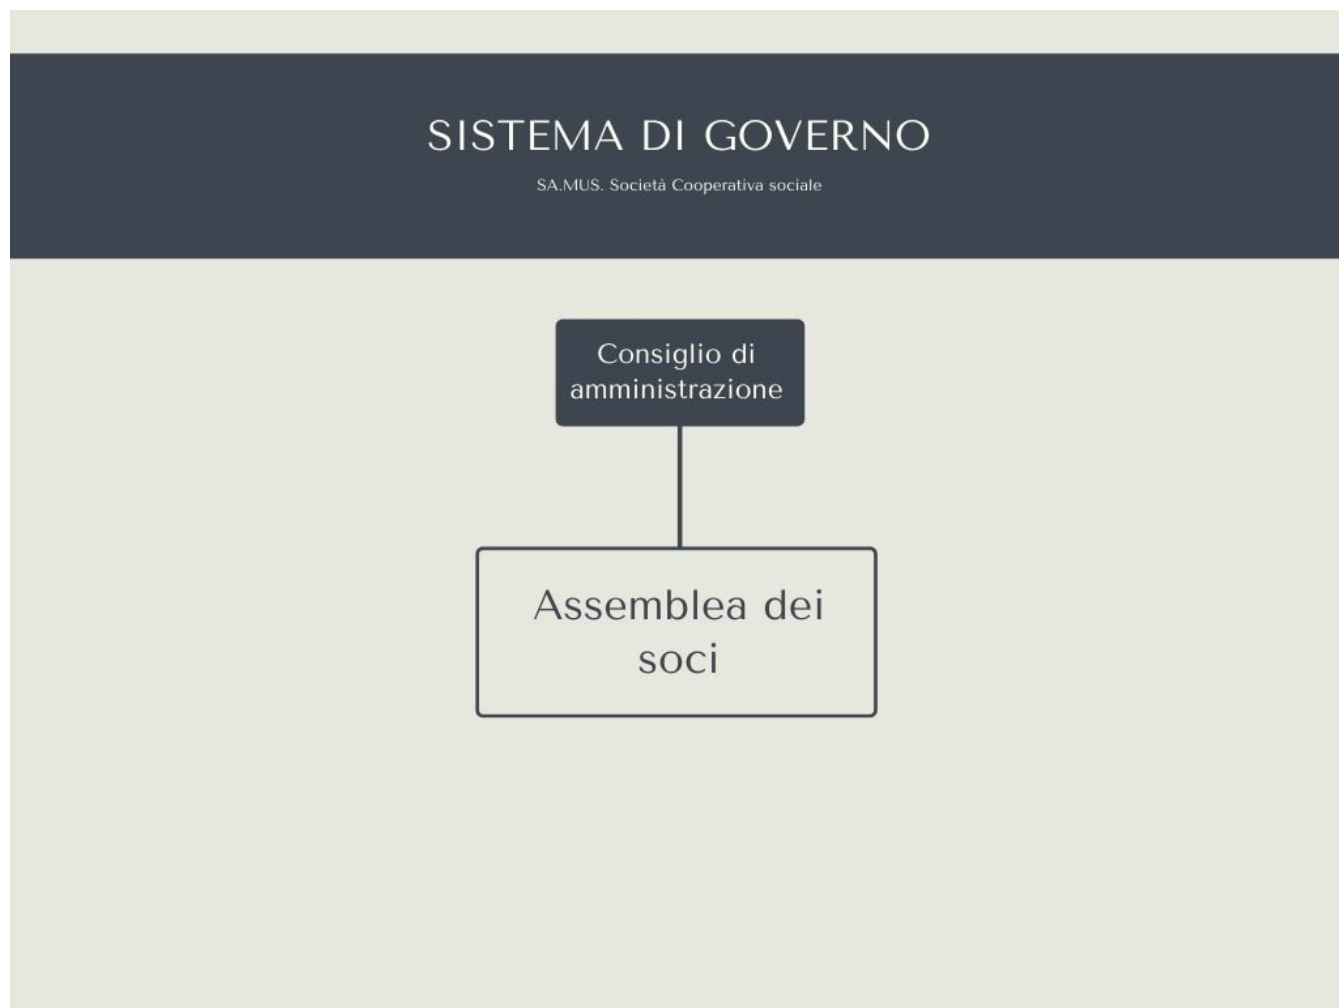 SISTEMA DI GOVERNO
SA.MUS. Società Cooperativa sociale
Consiglio di
amministrazione
Assemblea dei
soci